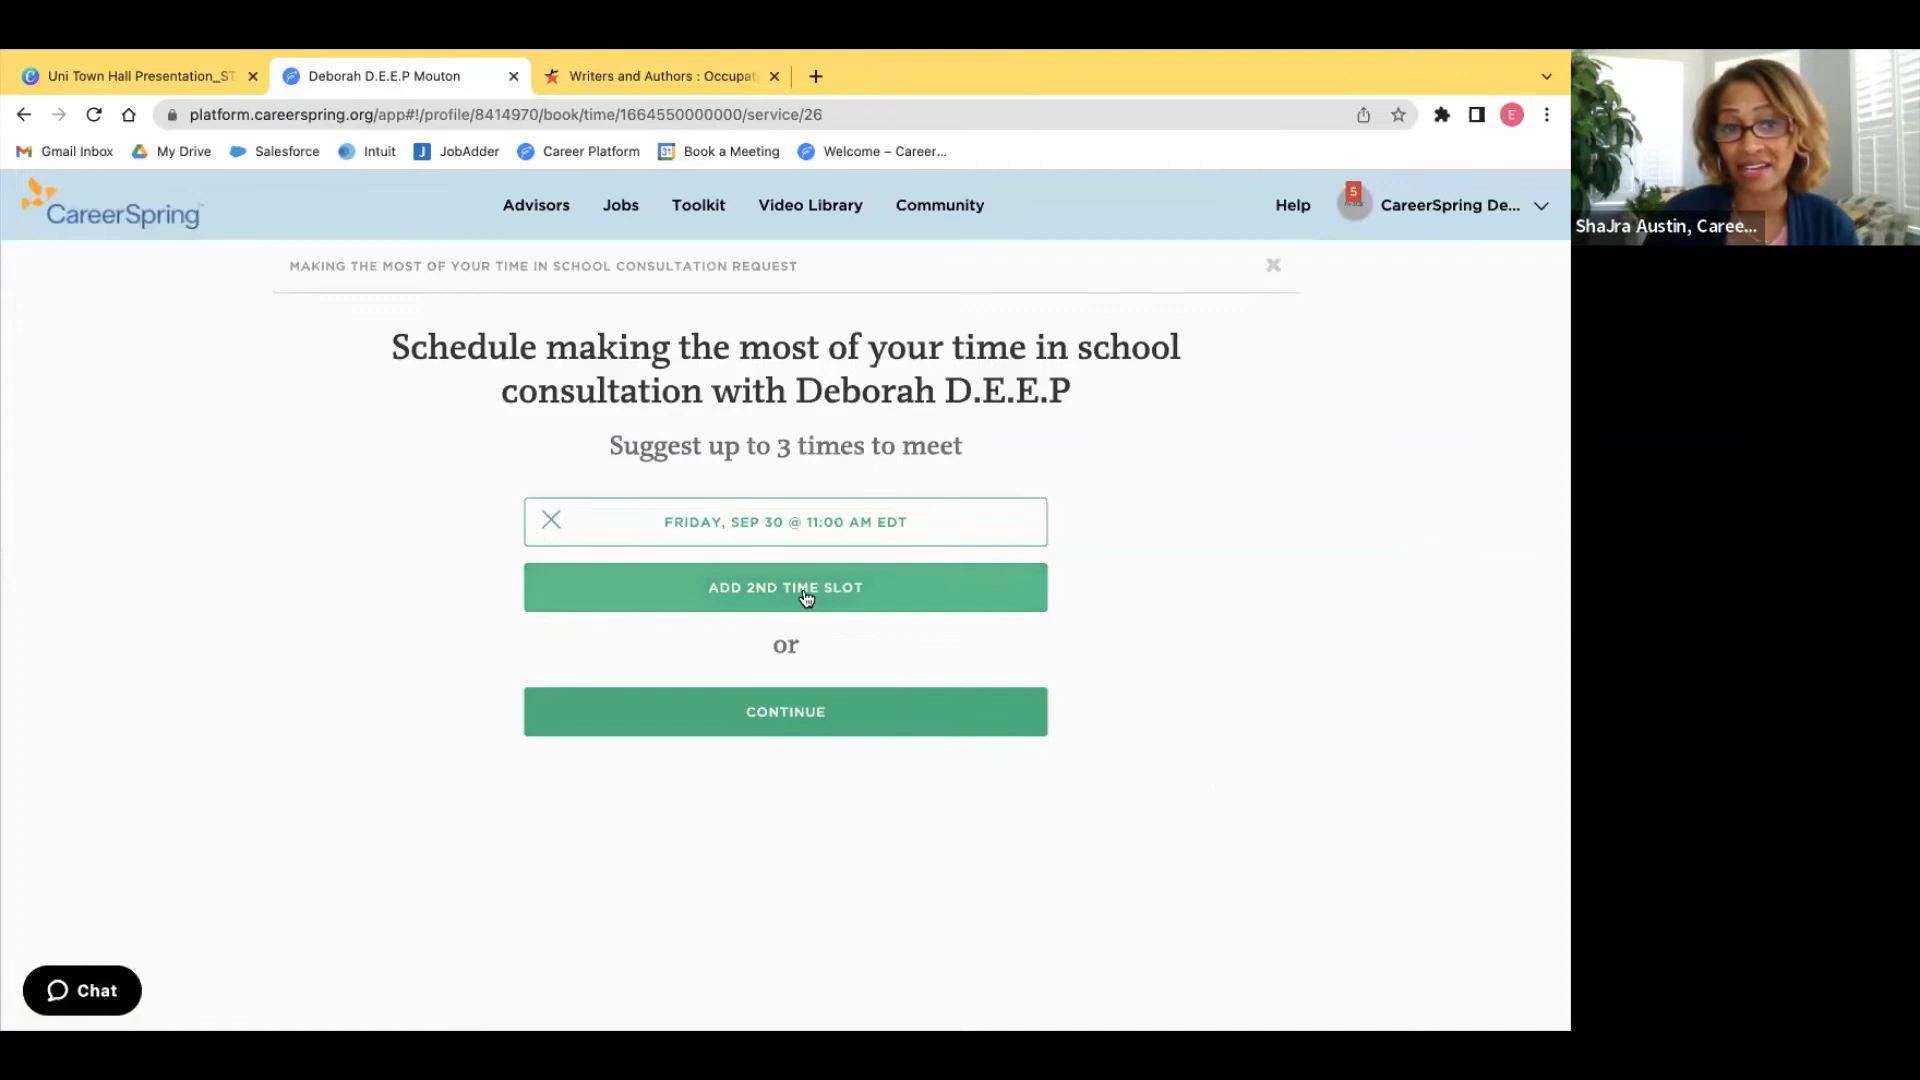 Uni Town Hall Presentation_ST
Deborah D.E.E.P Mouton
Writers and Authors : Occupat
platform.careerspring.org/app#!/profile/8414970/book/time/1664550000000/service/26
E
Gmail Inbox
My Drive
Salesforce
Intuit
JobAdder
Career Platform
31
Book a Meeting
Welcome – Career...
CareerSpring
Advisors
Jobs
Toolkit
Video Library
Community
Help
5
CareerSpring De...
ShaJra Austin, Caree...
MAKING THE MOST OF YOUR TIME IN SCHOOL CONSULTATION REQUEST
Schedule making the most of your time in school
consultation with Deborah D.E.E.P
Suggest up to 3 times to meet
FRIDAY, SEP 30 @ 11:00 AM EDT
ADD 2ND TIME SLOT
or
CONTINUE
Chat